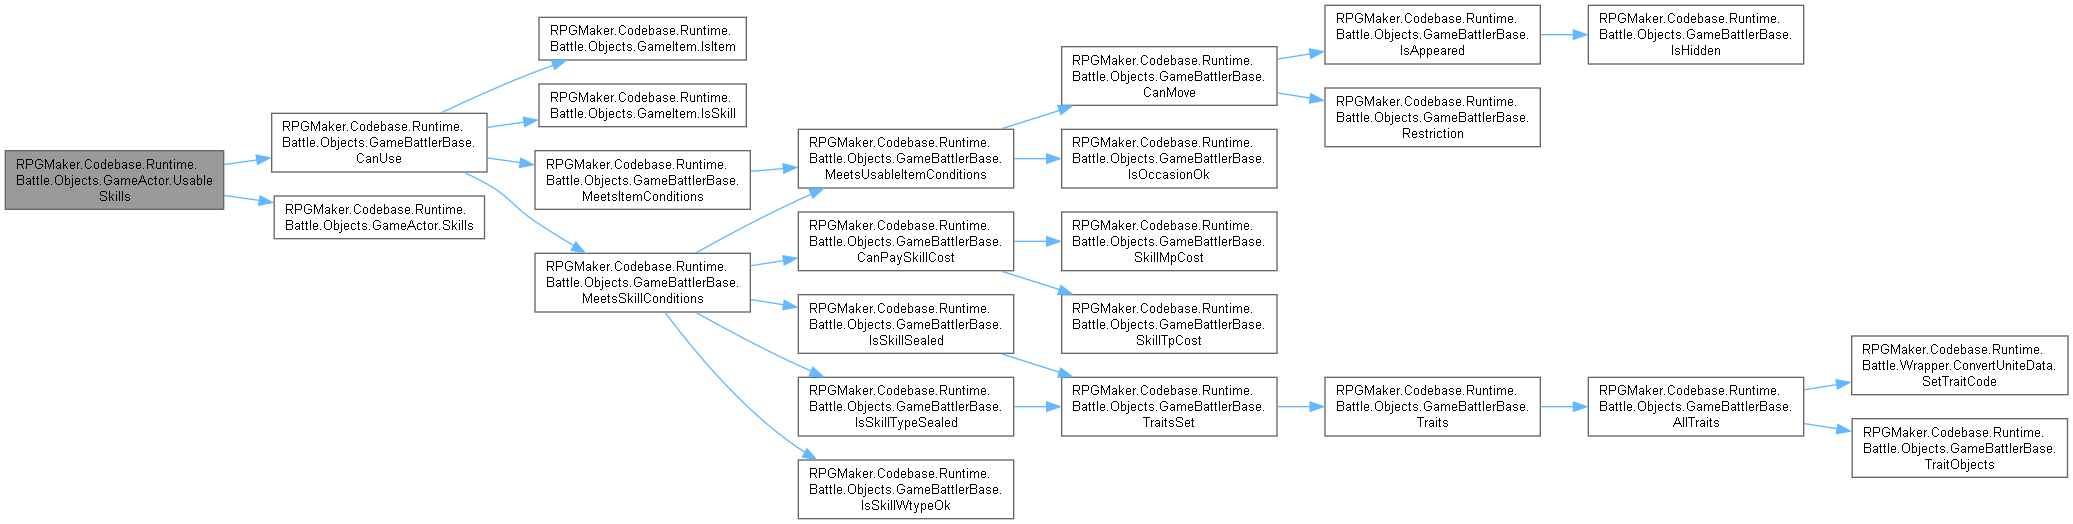 RPGMaker.Codebase.Runtime.
Battle.Objects.GameActor.Usable
Skills
RPGMaker.Codebase.Runtime.
Battle.Objects.GameBattlerBase.
CanUse
RPGMaker.Codebase.Runtime.
Battle.Objects.GameActor.Skills
RPGMaker.Codebase.Runtime.
Battle.Objects.GameItem.IsItem
RPGMaker.Codebase.Runtime.
Battle.Objects.GameItem.IsSkill
RPGMaker.Codebase.Runtime.
Battle.Objects.GameBattlerBase.
MeetsItemConditions
RPGMaker.Codebase.Runtime.
Battle.Objects.GameBattlerBase.
MeetsSkillConditions
RPGMaker.Codebase.Runtime.
Battle.Objects.GameBattlerBase.
MeetsUsableItemConditions
RPGMaker.Codebase.Runtime.
Battle.Objects.GameBattlerBase.
CanPaySkillCost
RPGMaker.Codebase.Runtime.
Battle.Objects.GameBattlerBase.
IsSkillSealed
RPGMaker.Codebase.Runtime.
Battle.Objects.GameBattlerBase.
IsSkillTypeSealed
RPGMaker.Codebase.Runtime.
Battle.Objects.GameBattlerBase.
IsSkillWtypeOk
RPGMaker.Codebase.Runtime.
Battle.Objects.GameBattlerBase.
CanMove
RPGMaker.Codebase.Runtime.
Battle.Objects.GameBattlerBase.
IsOccasionOk
RPGMaker.Codebase.Runtime.
Battle.Objects.GameBattlerBase.
SkillMpCost
RPGMaker.Codebase.Runtime.
Battle.Objects.GameBattlerBase.
SkillTpCost
RPGMaker.Codebase.Runtime.
Battle.Objects.GameBattlerBase.
TraitsSet
RPGMaker.Codebase.Runtime.
Battle.Objects.GameBattlerBase.
IsAppeared
RPGMaker.Codebase.Runtime.
Battle.Objects.GameBattlerBase.
Restriction
RPGMaker.Codebase.Runtime.
Battle.Objects.GameBattlerBase.
Traits
RPGMaker.Codebase.Runtime.
Battle.Objects.GameBattlerBase.
IsHidden
RPGMaker.Codebase.Runtime.
Battle.Objects.GameBattlerBase.
AllTraits
RPGMaker.Codebase.Runtime.
Battle.Wrapper.ConvertUniteData.
SetTraitCode
RPGMaker.Codebase.Runtime.
Battle.Objects.GameBattlerBase.
TraitObjects